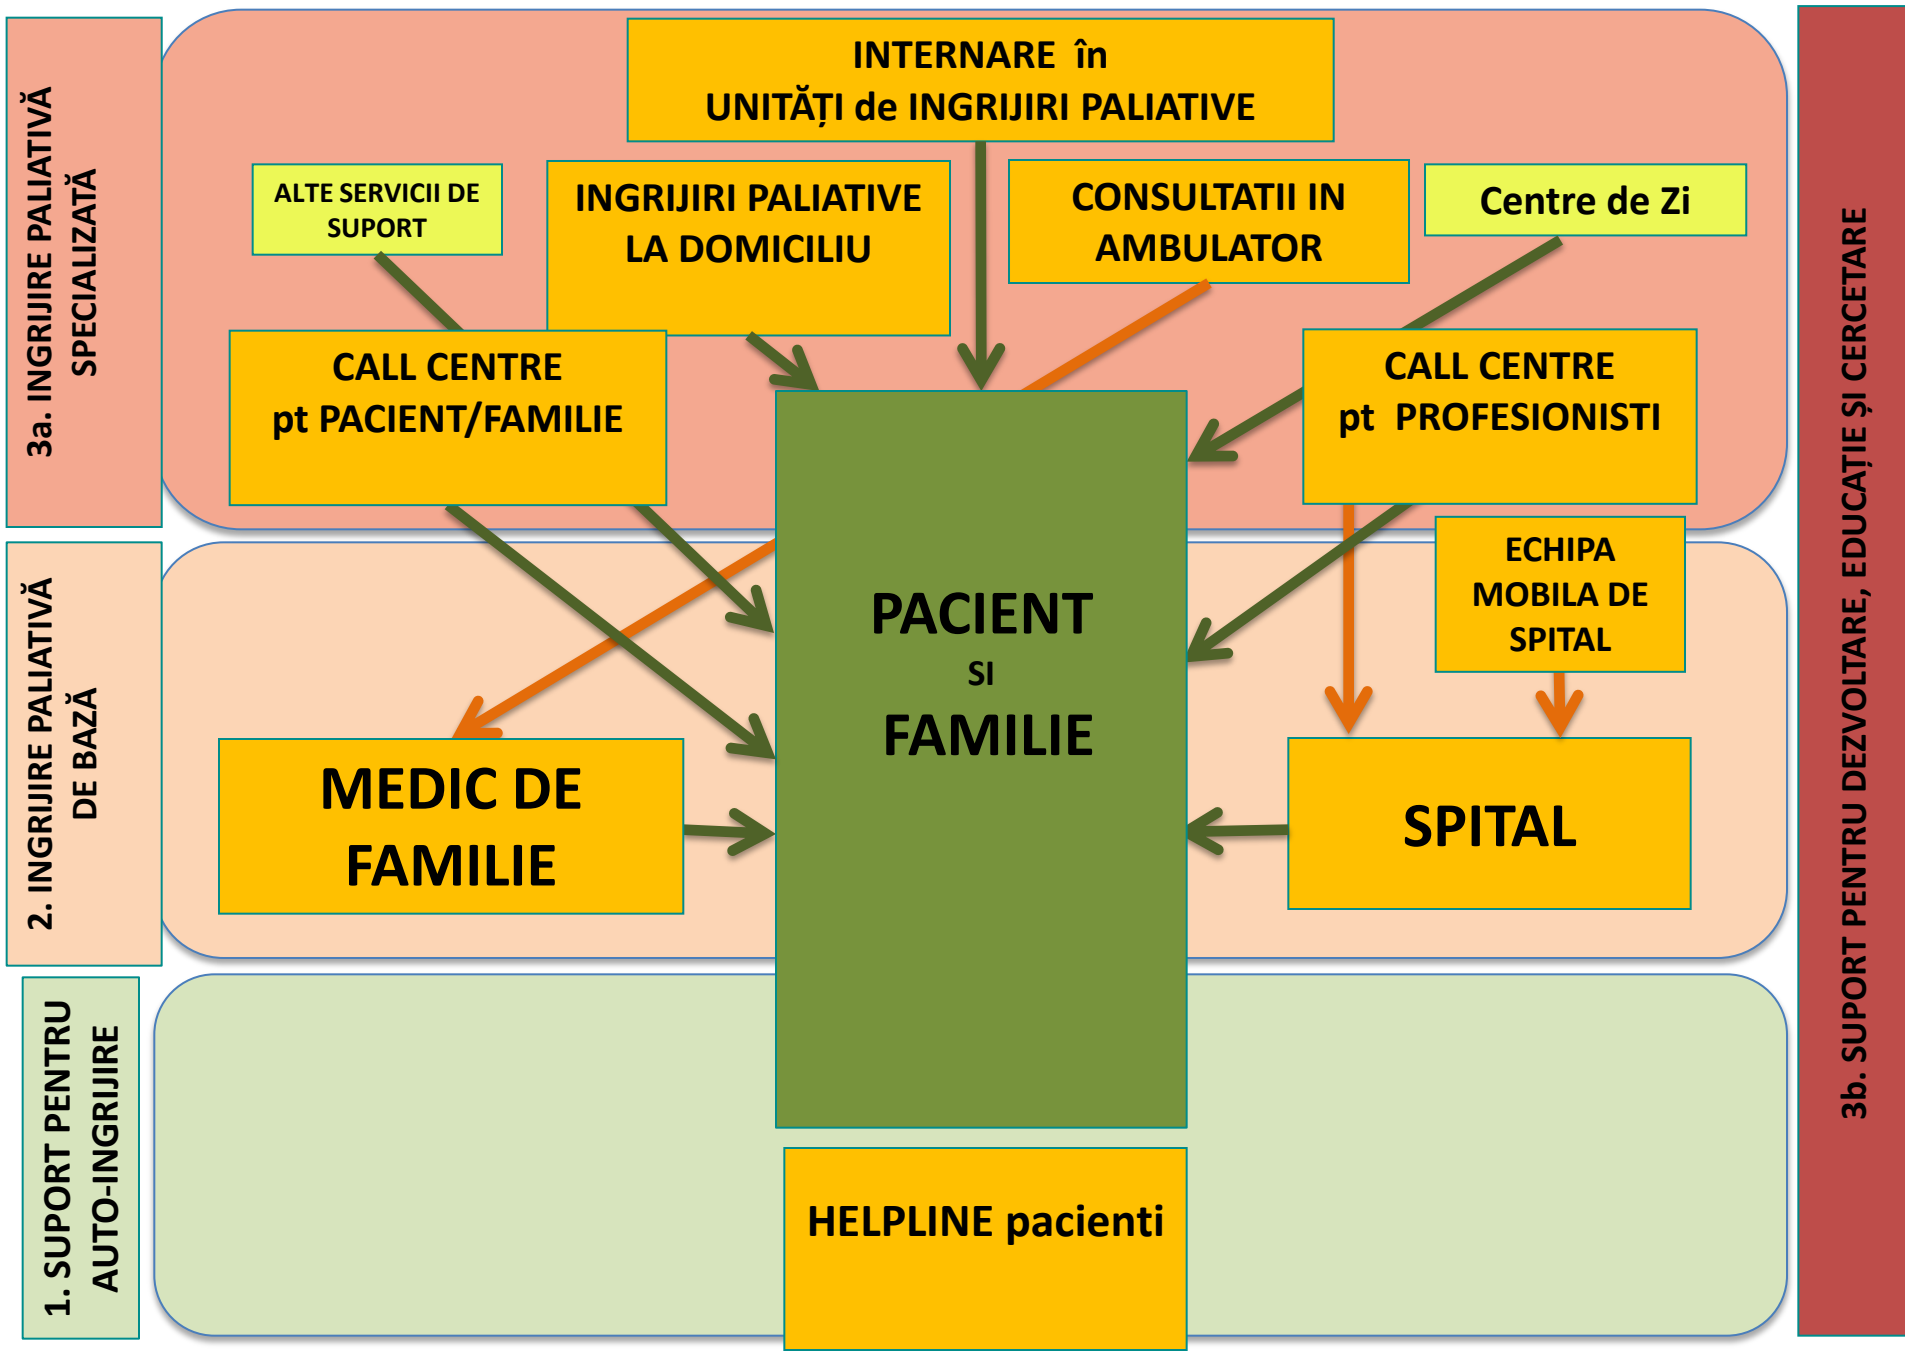 3a. INGRIJIRE PALIATIVĂ
SPECIALIZATĂ
INTERNARE în
UNITĂȚI de INGRIJIRI PALIATIVE
ALTE SERVICII DE
SUPORT
INGRIJIRI PALIATIVE
LA DOMICILIU
CONSULTATII IN
AMBULATOR
Centre de Zi
CALL CENTRE
pt PACIENT/FAMILIE
CALL CENTRE
pt PROFESIONISTI
2. INGRIJIRE PALIATIVĂ
DE BAZĂ
ECHIPA
MOBILA DE
SPITAL
PACIENT
SI
FAMILIE
MEDIC DE
FAMILIE
SPITAL
1. SUPORT PENTRU
AUTO-INGRIJIRE
HELPLINE pacienti
3b. SUPORT PENTRU DEZVOLTARE, EDUCAȚIE ȘI CERCETARE